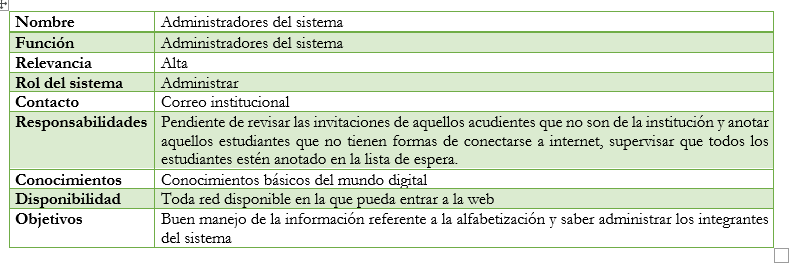 Nombre Administradores del sistema
Función Administradores del sistema
Relevancia Alta
Rol del sistema Administrar
Contacto Correo institucional
Responsabilidades Pendiente de revisar las invitaciones de aquellos acudientes que no son de la institución y anotar
aquellos estudiantes que no tienen formas de conectarse a internet, supervisar que todos los
estudiantes estén anotado en la lista de espera.
Conocimientos Conocimientos básicos del mundo digital
Disponibilidad Toda red disponible en la que pueda entrar a la web
Objetivos Buen manejo de la información referente a la alfabetización y saber administrar los integrantes
del sistema